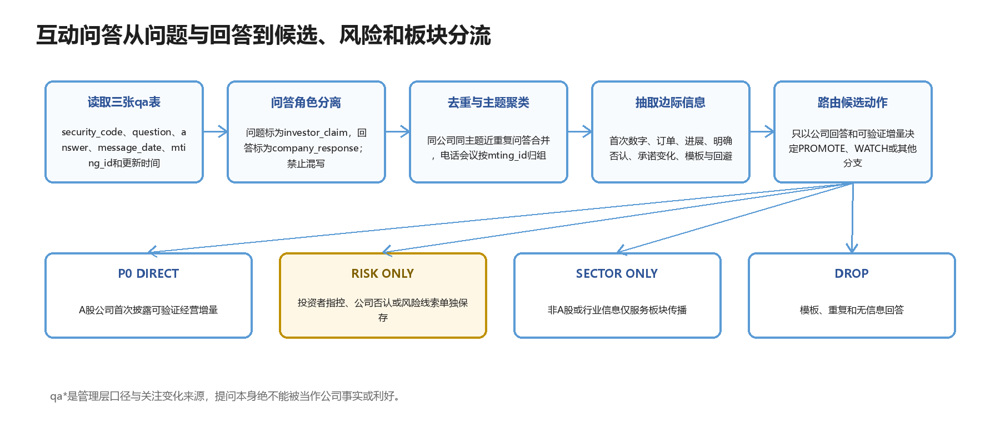 互动问答从问题与回答到候选、风险和板块分流
读取三张qa表
security_code、question、a
nswer、message_date、mti
ng_id和更新时间
问答角色分离
问题标为investor_claim，回
答标为company_response；
禁止混写
去重与主题聚类
同公司同主题近重复问答合并
，电话会议按mting_id归组
抽取边际信息
首次数字、订单、进展、明确
否认、承诺变化、模板与回避
路由候选动作
只以公司回答和可验证增量决
定PROMOTE、WATCH或其他
分支
P0 DIRECT
A股公司首次披露可验证经营增量
RISK ONLY
投资者指控、公司否认或风险线索单独保
存
SECTOR ONLY
非A股或行业信息仅服务板块传播
DROP
模板、重复和无信息回答
qa*是管理层口径与关注变化来源，提问本身绝不能被当作公司事实或利好。